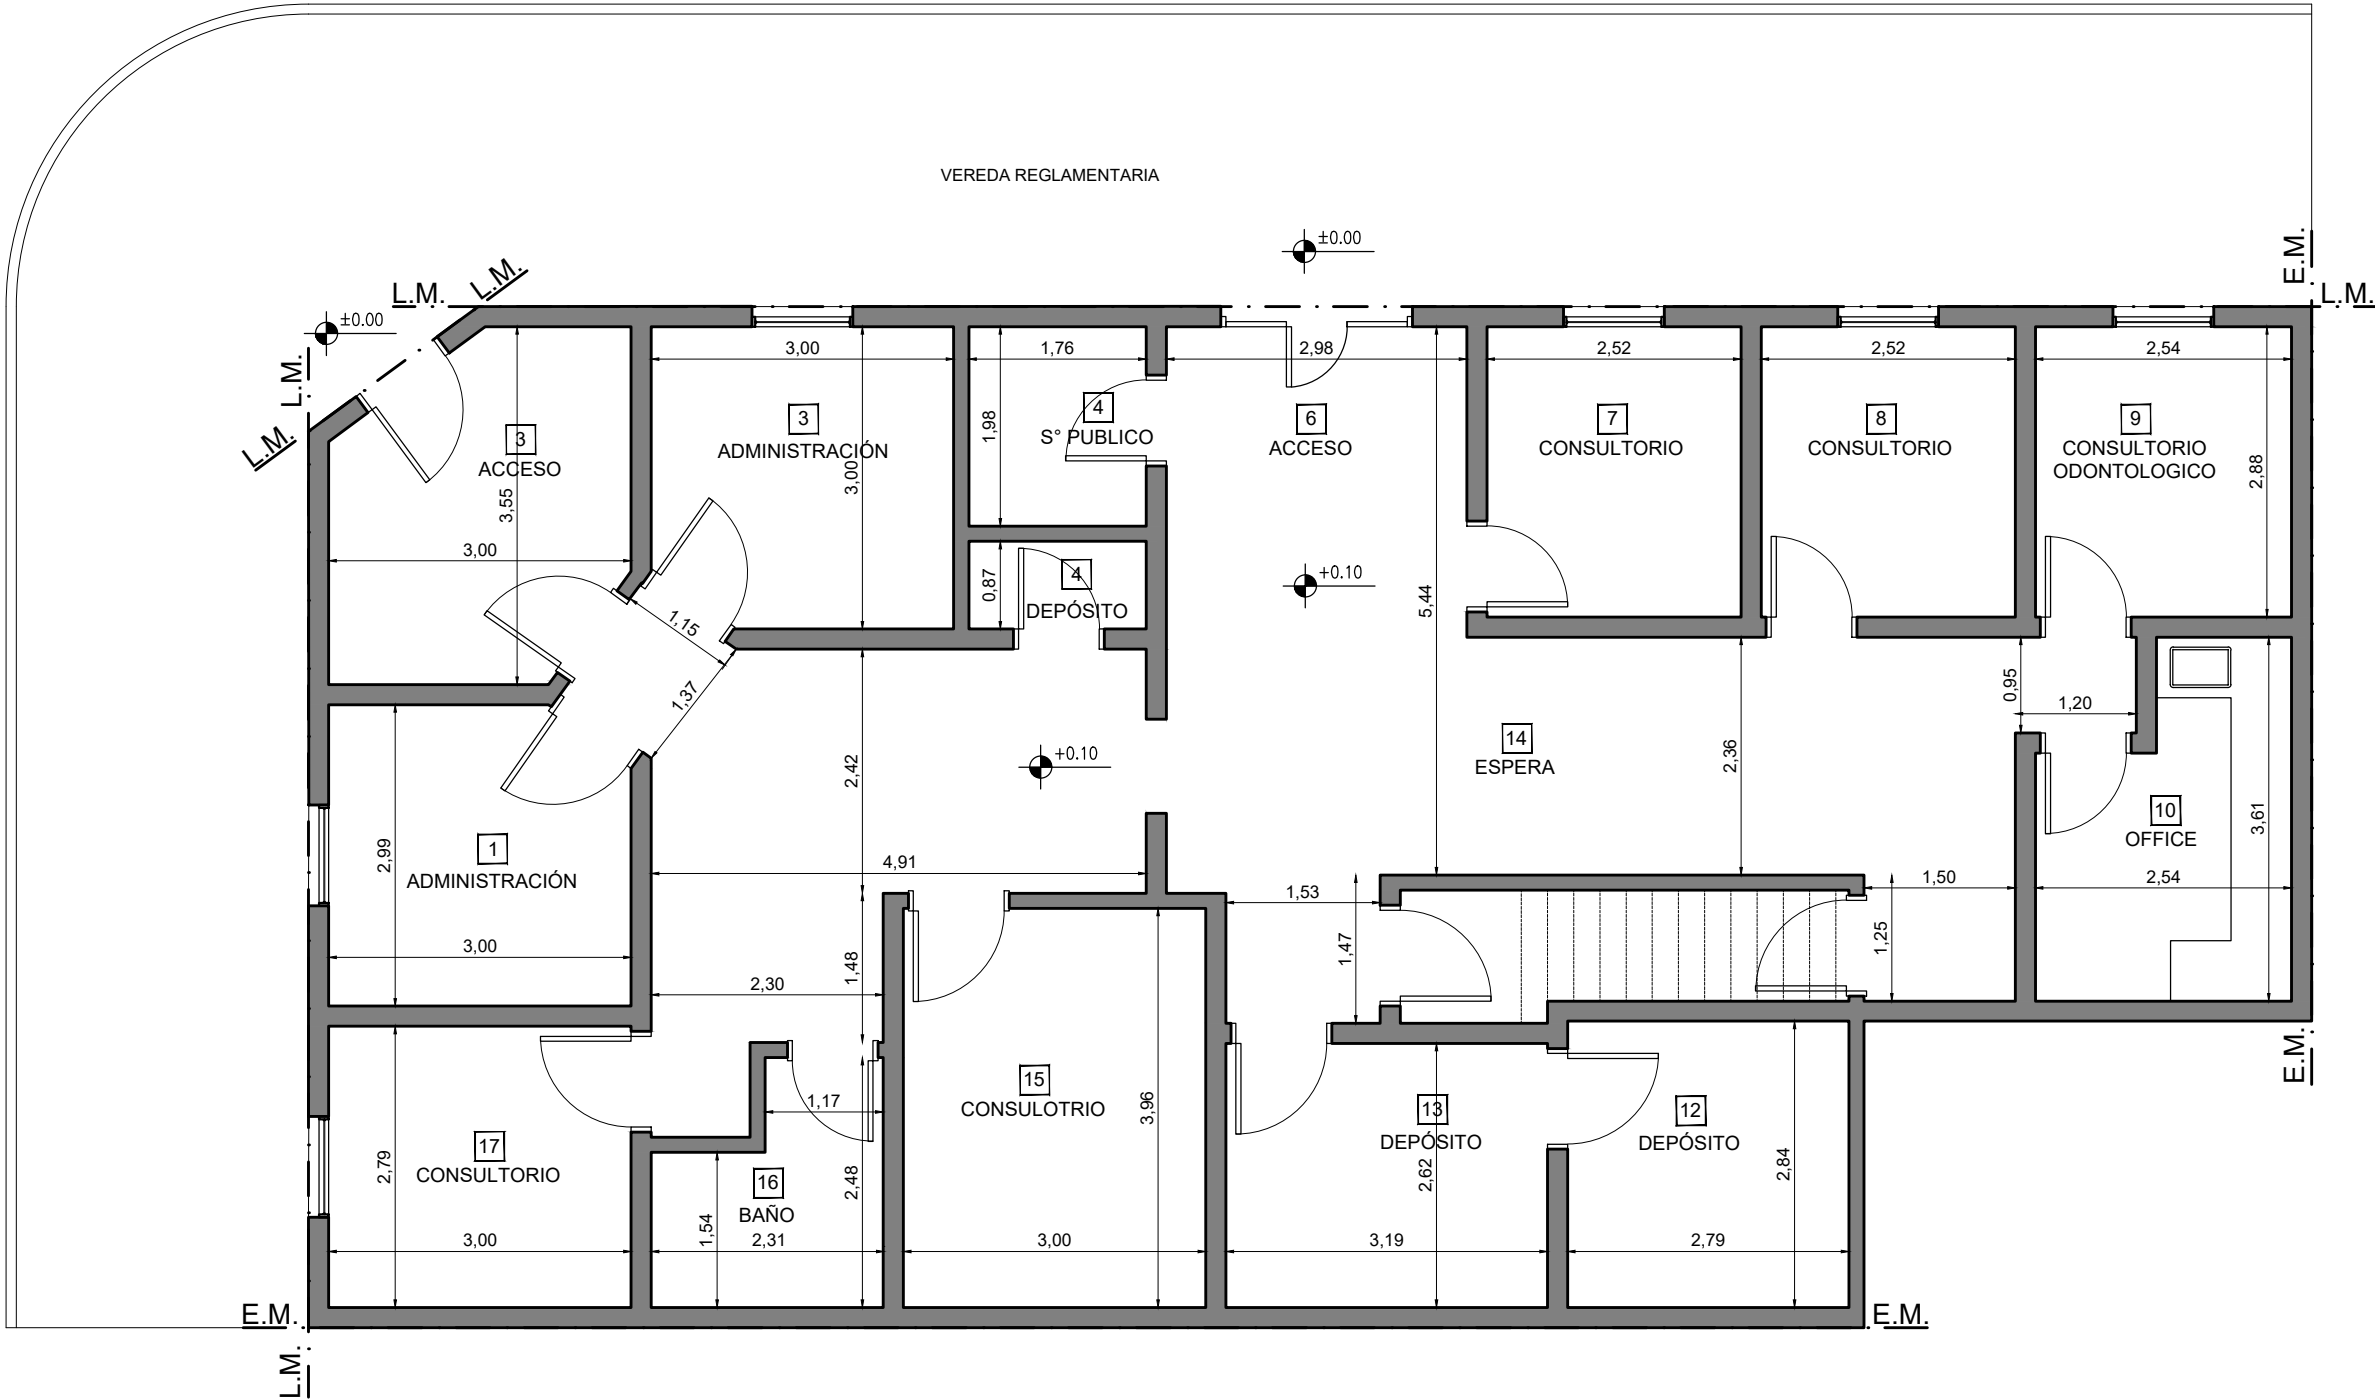 VEREDA REGLAMENTARIA
±0.00
E.M.
L.M.
L.M.
L.M.
±0.00
L.M.
L.M.
3,00
1,76
2,98
2,52
2,52
2,54
3
ACCESO
3,55
3,00
3
ADMINISTRACIÓN
3,00
1,98
4
S° PUBLICO
6
ACCESO
7
CONSULTORIO
8
CONSULTORIO
9
CONSULTORIO
ODONTOLOGICO
2,88
0,87
4
DEPÓSITO
+0.10
5,44
1,15
1,37
0,95
1,20
2,42
+0.10
14
ESPERA
2,36
10
OFFICE
3,61
2,99
1
ADMINISTRACIÓN
3,00
4,91
1,53
1,50
2,54
1,47
1,25
1,48
2,30
1,17
15
CONSULOTRIO
3,96
13
DEPÓSITO
2,62
12
DEPÓSITO
2,84
E.M.
17
CONSULTORIO
2,79
3,00
16
BAÑO
1,54
2,48
2,31
3,00
3,19
2,79
E.M.
E.M.
L.M.